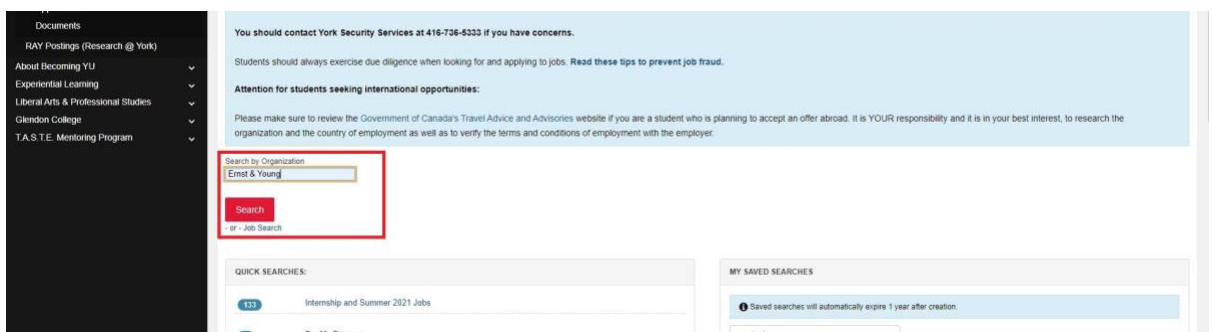 Documents
RAY Postings (Research @ York)
About Becoming YU
Experiential Learning
Liberal Arts & Professional Studies
Glendon College
T.A.S.T.E. Mentoring Program
You should contact York Security Services at 416-736-5333 if you have concerns.
Students should always exercise due diligence when looking for and applying to jobs. Read these tips to prevent job fraud.
Attention for students seeking international opportunities:
Please make sure to review the Government of Canada's Travel Advice and Advisories website if you are a student who is planning to accept an offer abroad. It is YOUR responsibility and it is in your best interest, to research the
organization and the country of employment as well as to verify the terms and conditions of employment with the employer.
Search by Organization
Ernst & Young
Search
- or - Job Search
QUICK SEARCHES:
133 Internship and Summer 2021 Jobs
MY SAVED SEARCHES
Saved searches will automatically expire 1 year after creation.